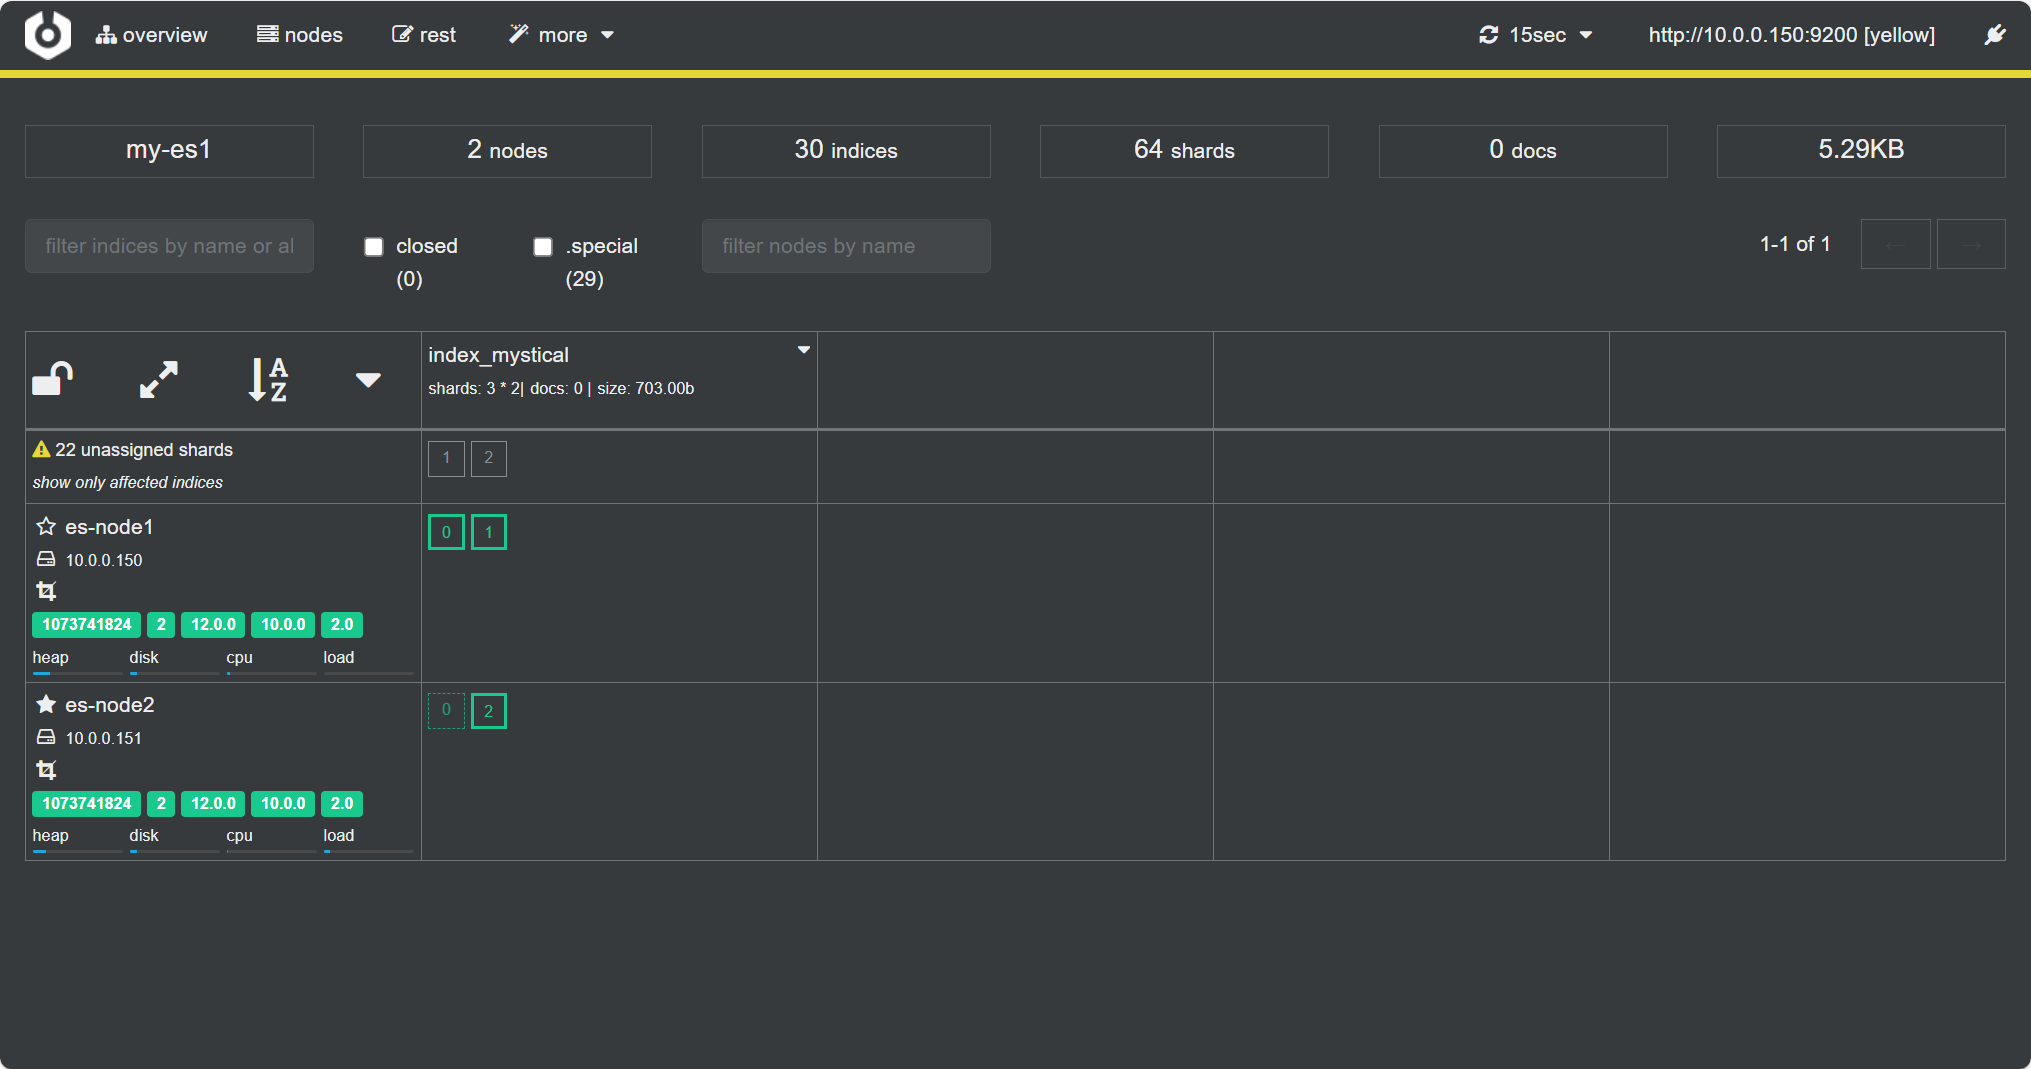 overview nodes rest more 15sec http://10.0.0.150:9200 [yellow]
my-es1 2 nodes 30 indices 64 shards 0 docs 5.29KB
filter indices by name or al closed (0) .special (29) filter nodes by name 1-1 of 1 ← →
A
Z
index_mystical
shards: 3 * 2| docs: 0 | size: 703.00b
22 unassigned shards
show only affected indices
1 2
es-node1
10.0.0.150
1073741824 2 12.0.0 10.0.0 2.0
heap disk cpu load
0 1
es-node2
10.0.0.151
1073741824 2 12.0.0 10.0.0 2.0
heap disk cpu load
0 2